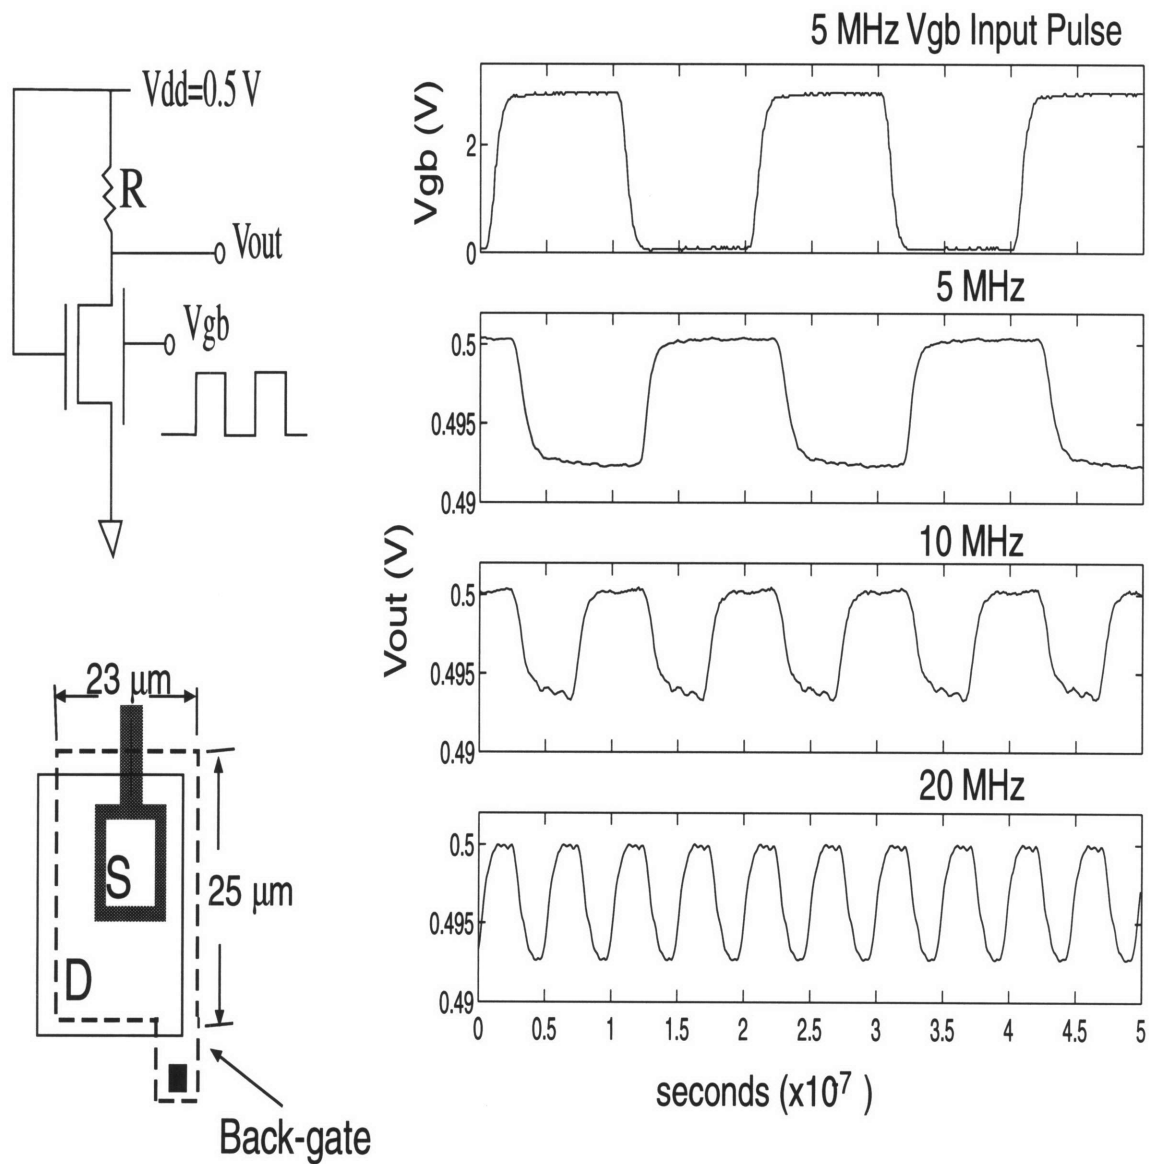 5 MHz Vgb Input Pulse
Vdd=0.5 V
R
Vout
Vgb
Vgb (V)
2
0
5 MHz
0.5
0.495
0.49
10 MHz
Vout (V)
0.5
0.495
0.49
20 MHz
0.5
0.495
0.49
0 0.5 1 1.5 2 2.5 3 3.5 4 4.5 5
seconds (x10⁻⁷ )
23 µm
S
25 µm
D
Back-gate